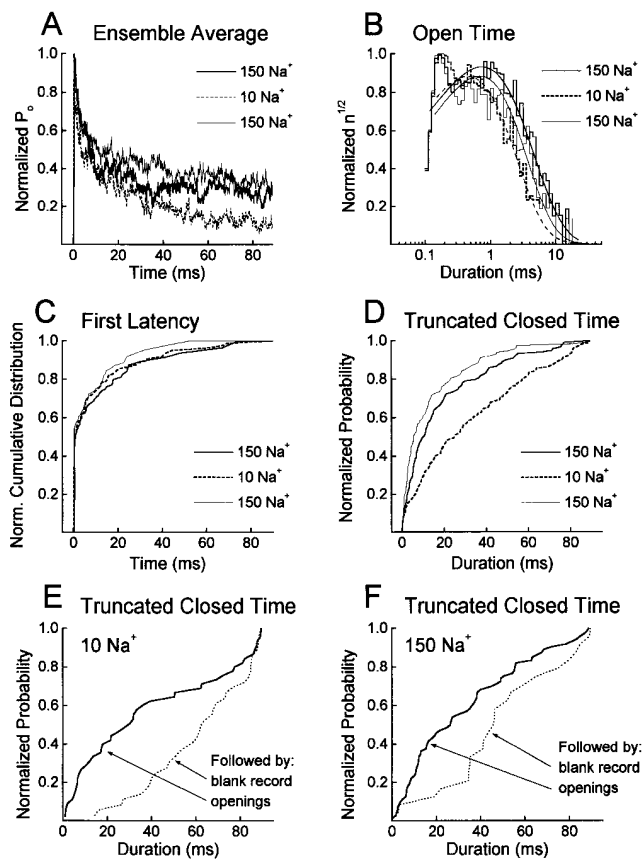 A Ensemble Average
Normalized Po
1.0
0.8
0.6
0.4
0.2
150 Na+
10 Na+
150 Na+
0 20 40 60 80
Time (ms)
B Open Time
Normalized n1/2
1.0
0.8
0.6
0.4
0.2
150 Na+
10 Na+
150 Na+
0.1 1 10
Duration (ms)
C First Latency
Norm. Cumulative Distribution
1.0
0.8
0.6
0.4
0.2
150 Na+
10 Na+
150 Na+
0 20 40 60 80
Time (ms)
D Truncated Closed Time
Normalized Probability
1.0
0.8
0.6
0.4
0.2
150 Na+
10 Na+
150 Na+
0 20 40 60 80
Duration (ms)
E Truncated Closed Time
Normalized Probability
1.0
0.8
0.6
0.4
0.2
10 Na+
Followed by:
blank record
openings
0 20 40 60 80
Duration (ms)
F Truncated Closed Time
Normalized Probability
1.0
0.8
0.6
0.4
0.2
150 Na+
Followed by:
blank record
openings
0 20 40 60 80
Duration (ms)